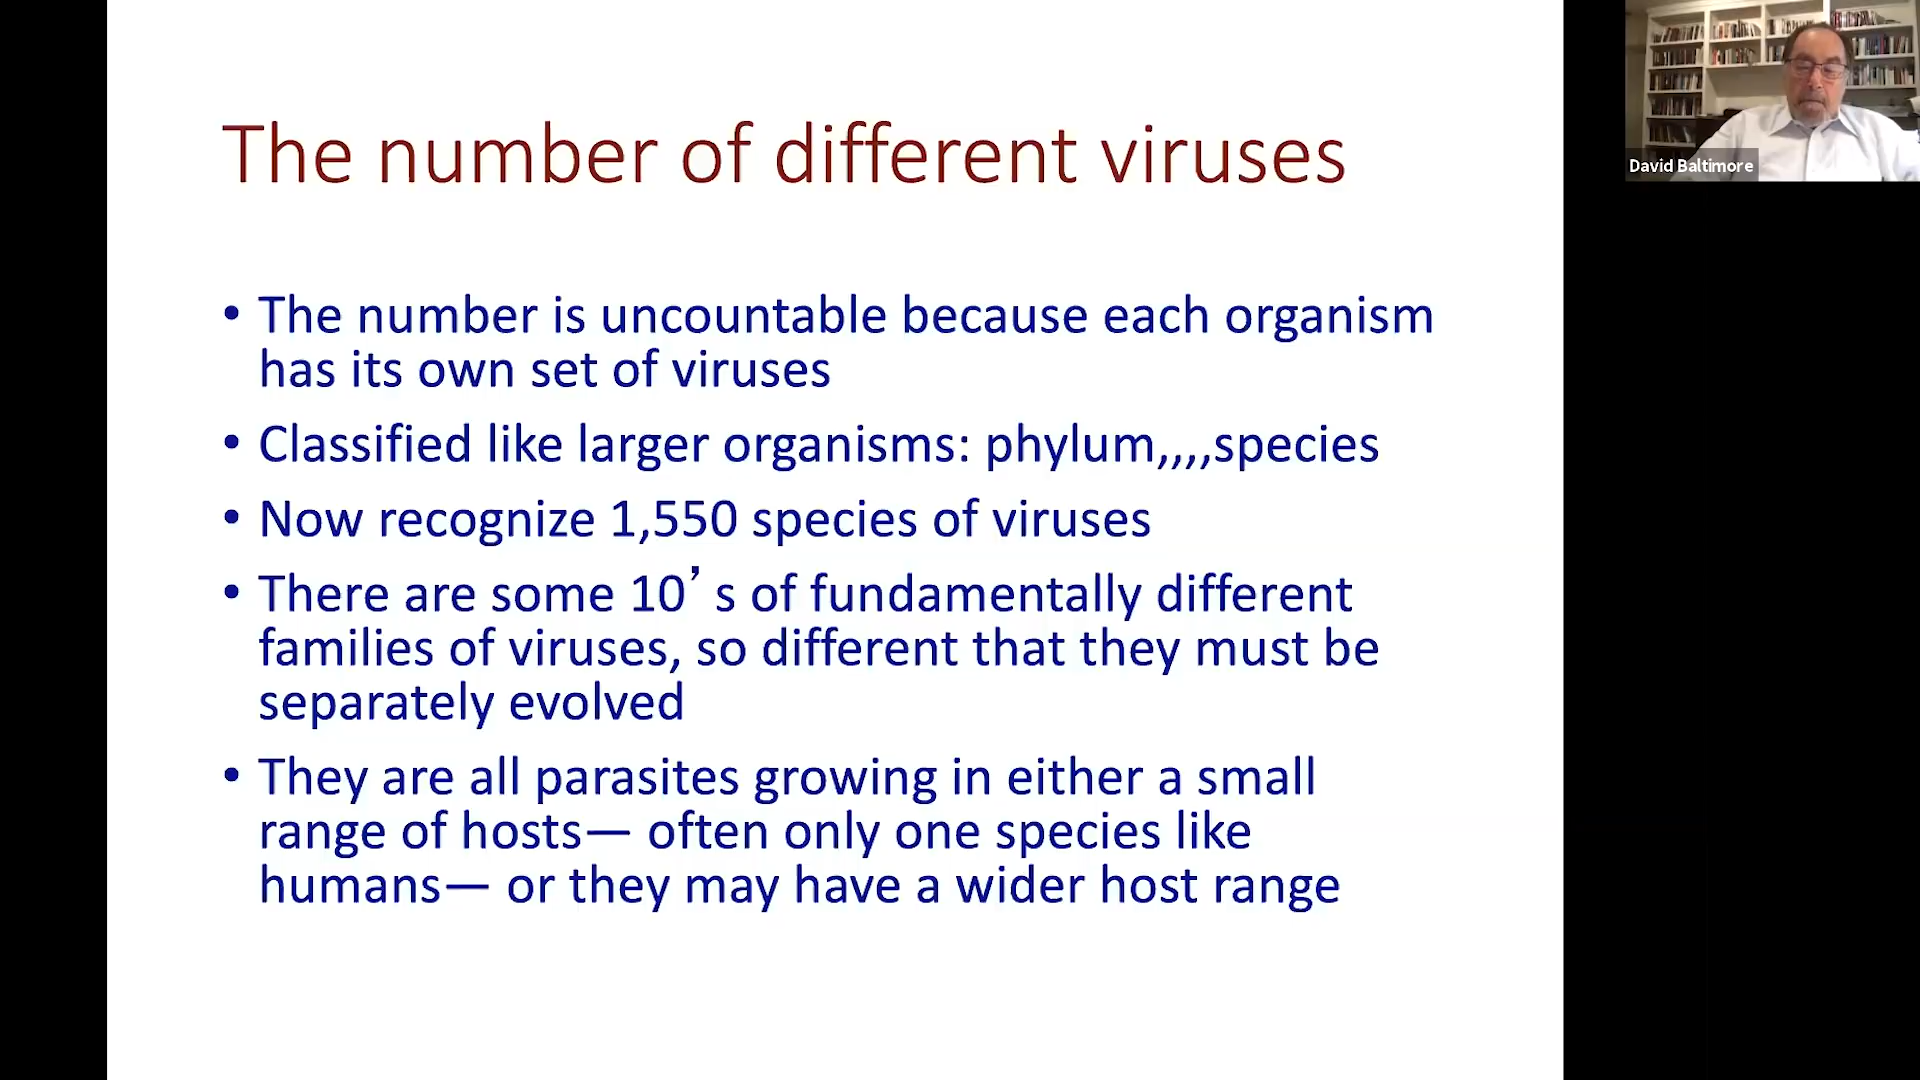 The number of different viruses
David Baltimore
• The number is uncountable because each organism
has its own set of viruses
• Classified like larger organisms: phylum,,,,species
• Now recognize 1,550 species of viruses
• There are some 10’s of fundamentally different
families of viruses, so different that they must be
separately evolved
• They are all parasites growing in either a small
range of hosts— often only one species like
humans— or they may have a wider host range